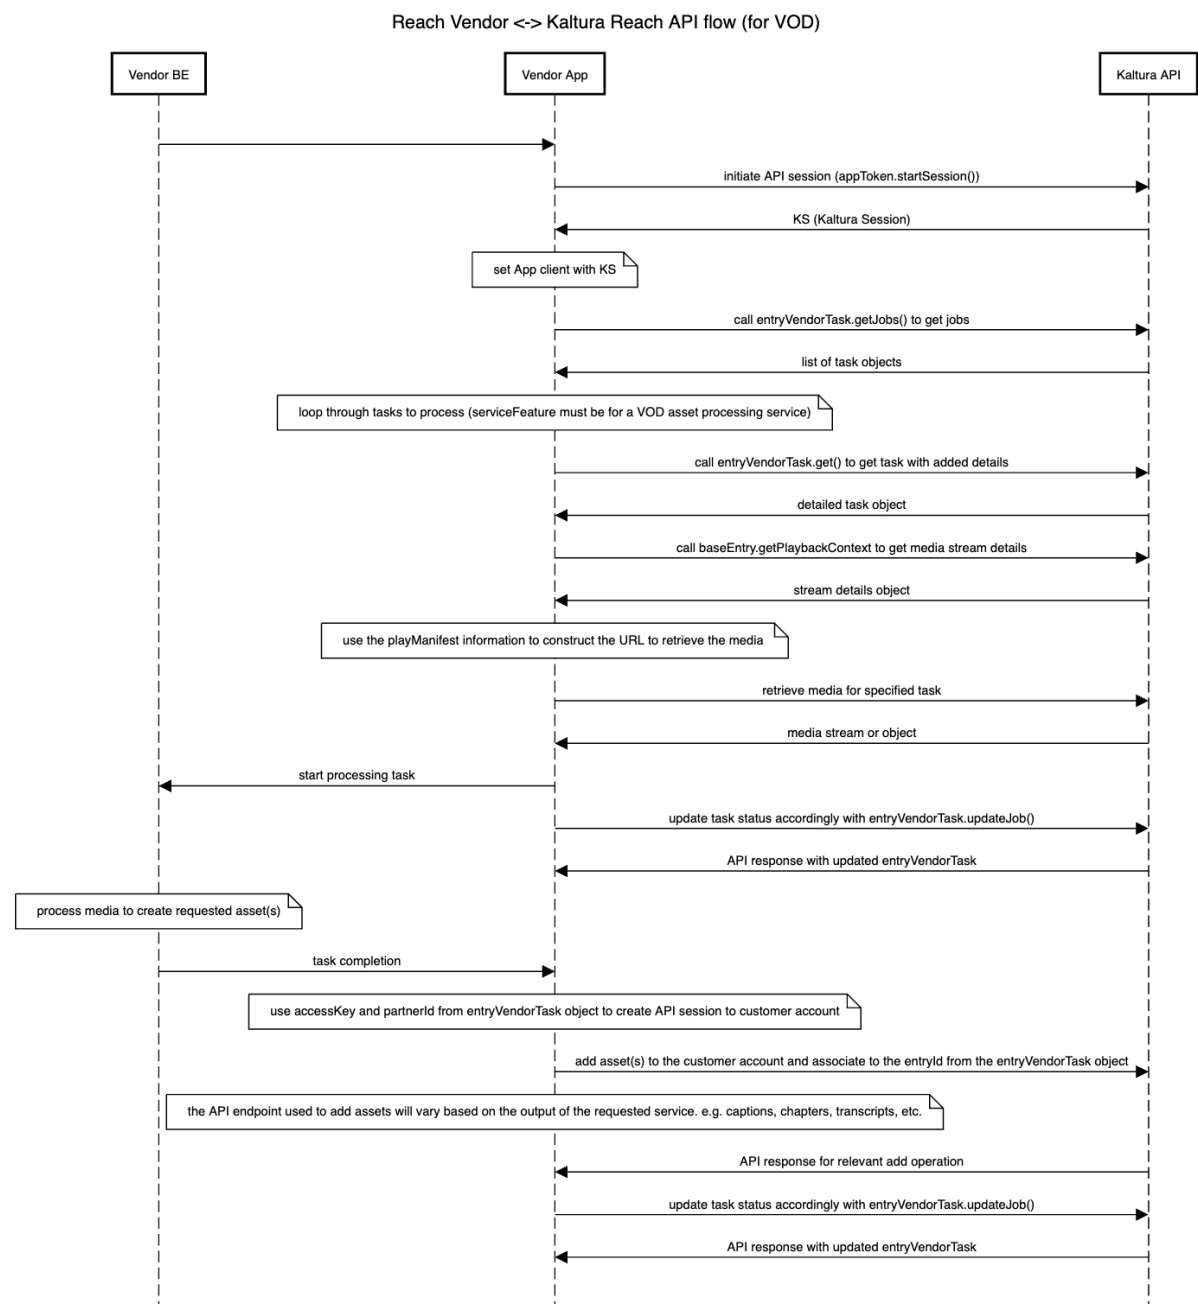 Reach Vendor <-> Kaltura Reach API flow (for VOD)
Vendor BE
Vendor App
Kaltura API
initiate API session (appToken.startSession())
KS (Kaltura Session)
set App client with KS
call entryVendorTask.getJobs() to get jobs
list of task objects
loop through tasks to process (serviceFeature must be for a VOD asset processing service)
call entryVendorTask.get() to get task with added details
detailed task object
call baseEntry.getPlaybackContext to get media stream details
stream details object
use the playManifest information to construct the URL to retrieve the media
retrieve media for specified task
media stream or object
start processing task
update task status accordingly with entryVendorTask.updateJob()
API response with updated entryVendorTask
process media to create requested asset(s)
task completion
use accessKey and partnerId from entryVendorTask object to create API session to customer account
add asset(s) to the customer account and associate to the entryId from the entryVendorTask object
the API endpoint used to add assets will vary based on the output of the requested service. e.g. captions, chapters, transcripts, etc.
API response for relevant add operation
update task status accordingly with entryVendorTask.updateJob()
API response with updated entryVendorTask